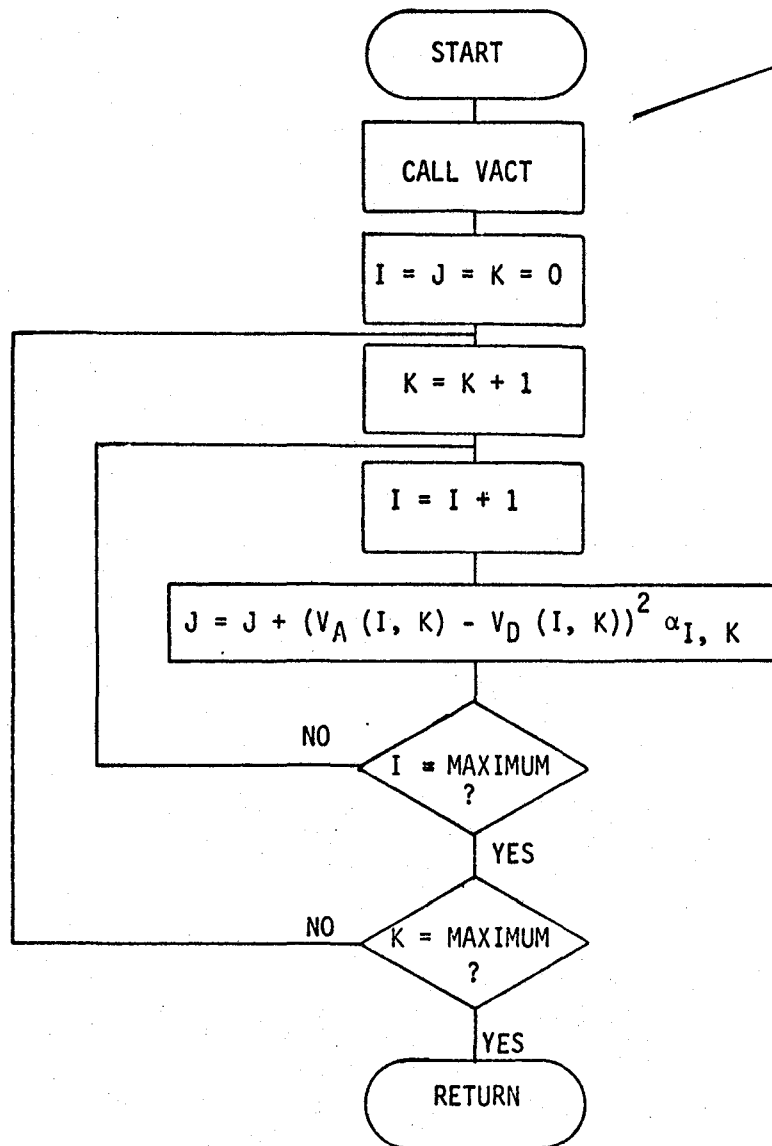 START
CALL VACT
I = J = K = 0
K = K + 1
I = I + 1
J = J + (V_A (I, K) - V_D (I, K))² α_I, K
NO
I = MAXIMUM
?
YES
NO
K = MAXIMUM
?
YES
RETURN